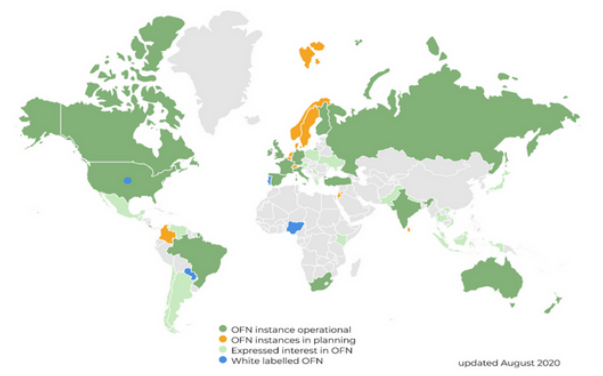 OFN instance operational
OFN instances in planning
Expressed interest in OFN
White labelled OFN
updated August 2020